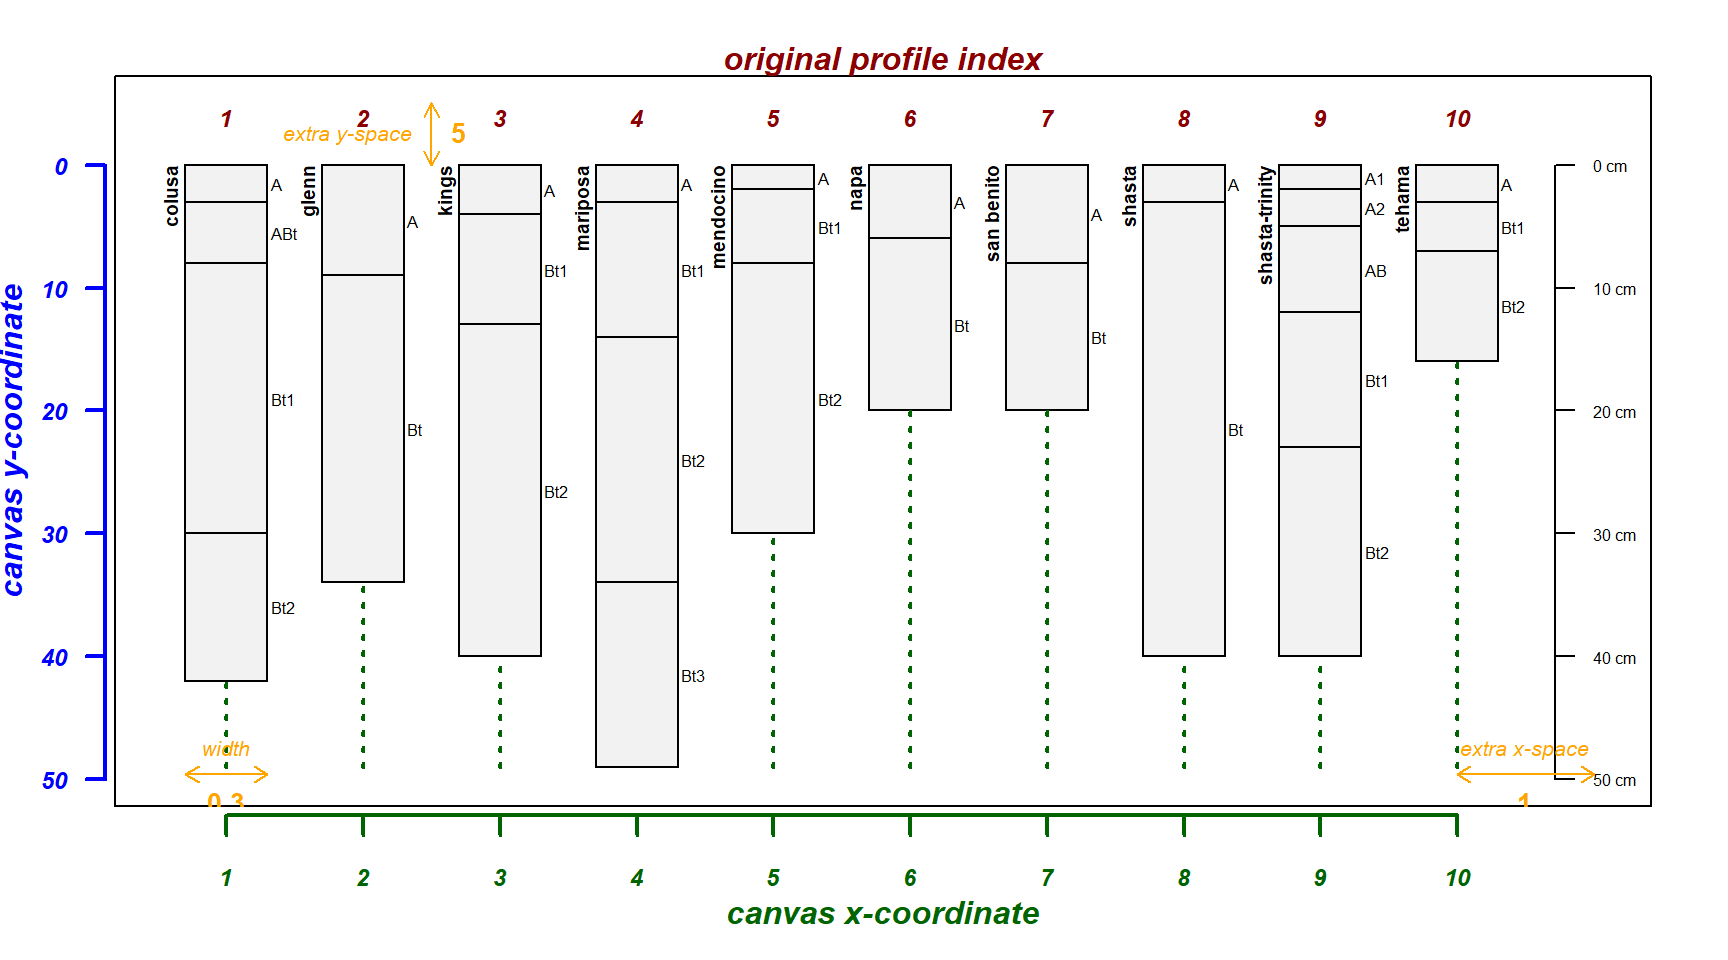 original profile index
1 2 3 4 5 6 7 8 9 10
extra y-space 5
canvas y-coordinate
0
10
20
30
40
50
colusa
A
ABt
Bt1
Bt2
glenn
A
Bt
kings
A
Bt1
Bt2
mariposa
A
Bt1
Bt2
Bt3
mendocino
A
Bt1
Bt2
napa
A
Bt
san benito
A
Bt
shasta
A
Bt
shasta-trinity
A1
A2
AB
Bt1
Bt2
tehama
A
Bt1
Bt2
0 cm
10 cm
20 cm
30 cm
40 cm
50 cm
width
0.3
extra x-space
1
1 2 3 4 5 6 7 8 9 10
canvas x-coordinate